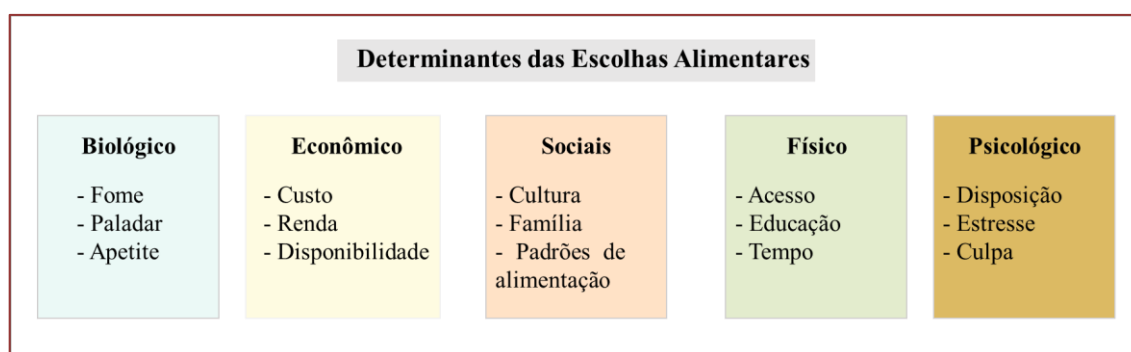 Determinantes das Escolhas Alimentares
Biológico
- Fome
- Paladar
- Apetite
Econômico
- Custo
- Renda
- Disponibilidade
Sociais
- Cultura
- Família
- Padrões de
alimentação
Físico
- Acesso
- Educação
- Tempo
Psicológico
- Disposição
- Estresse
- Culpa